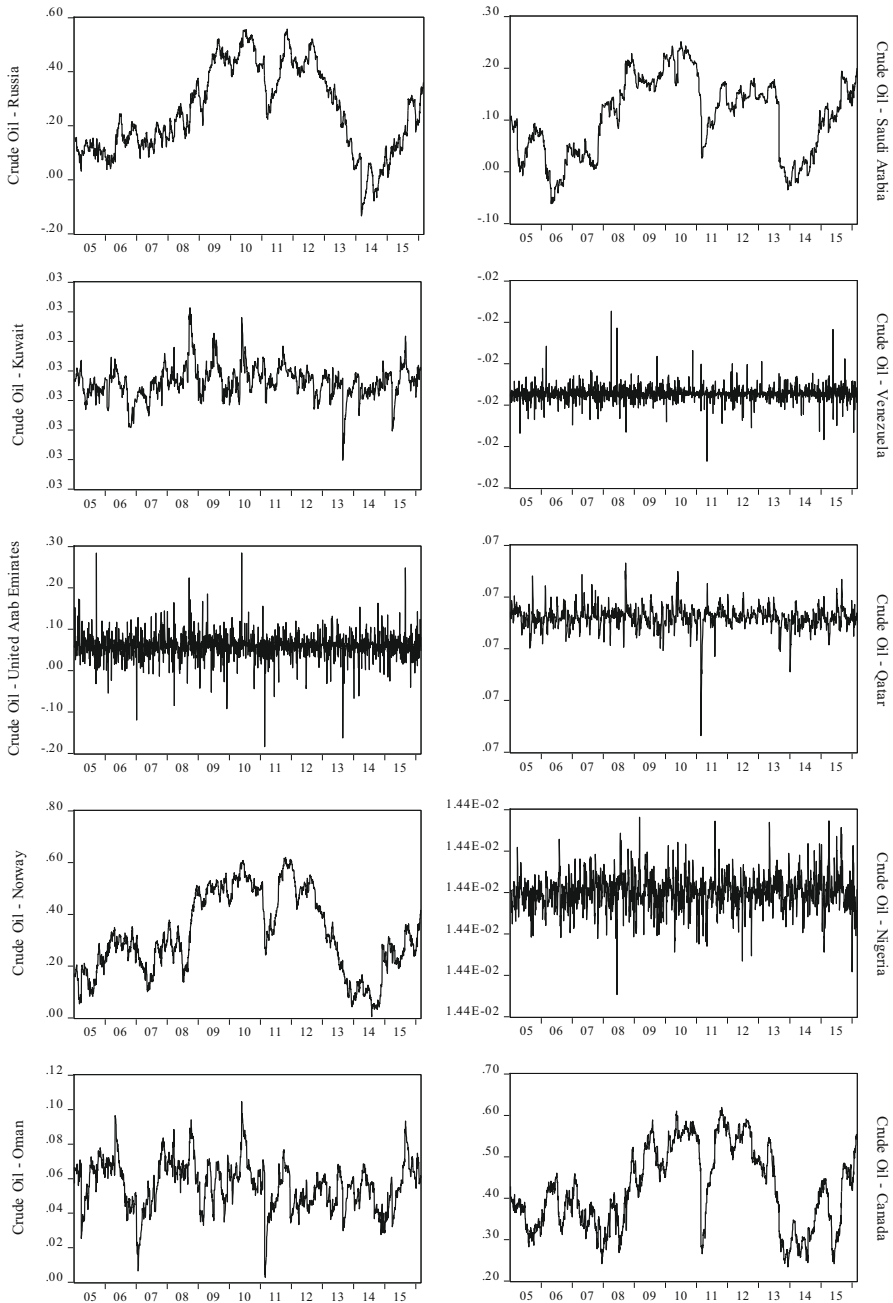 Crude Oil - Russia
.60
.40
.20
.00
-.20
05 06 07 08 09 10 11 12 13 14 15
Crude Oil - Saudi Arabia
.30
.20
.10
.00
-.10
05 06 07 08 09 10 11 12 13 14 15
Crude Oil - Kuwait
.03
.03
.03
.03
.03
.03
.03
.03
05 06 07 08 09 10 11 12 13 14 15
Crude Oil - Venezuela
-.02
-.02
-.02
-.02
-.02
-.02
05 06 07 08 09 10 11 12 13 14 15
Crude Oil - United Arab Emirates
.30
.20
.10
.00
-.10
-.20
05 06 07 08 09 10 11 12 13 14 15
Crude Oil - Qatar
.07
.07
.07
.07
.07
05 06 07 08 09 10 11 12 13 14 15
Crude Oil - Norway
.80
.60
.40
.20
.00
05 06 07 08 09 10 11 12 13 14 15
Crude Oil - Nigeria
1.44E-02
1.44E-02
1.44E-02
1.44E-02
1.44E-02
1.44E-02
05 06 07 08 09 10 11 12 13 14 15
Crude Oil - Oman
.12
.10
.08
.06
.04
.02
.00
05 06 07 08 09 10 11 12 13 14 15
Crude Oil - Canada
.70
.60
.50
.40
.30
.20
05 06 07 08 09 10 11 12 13 14 15